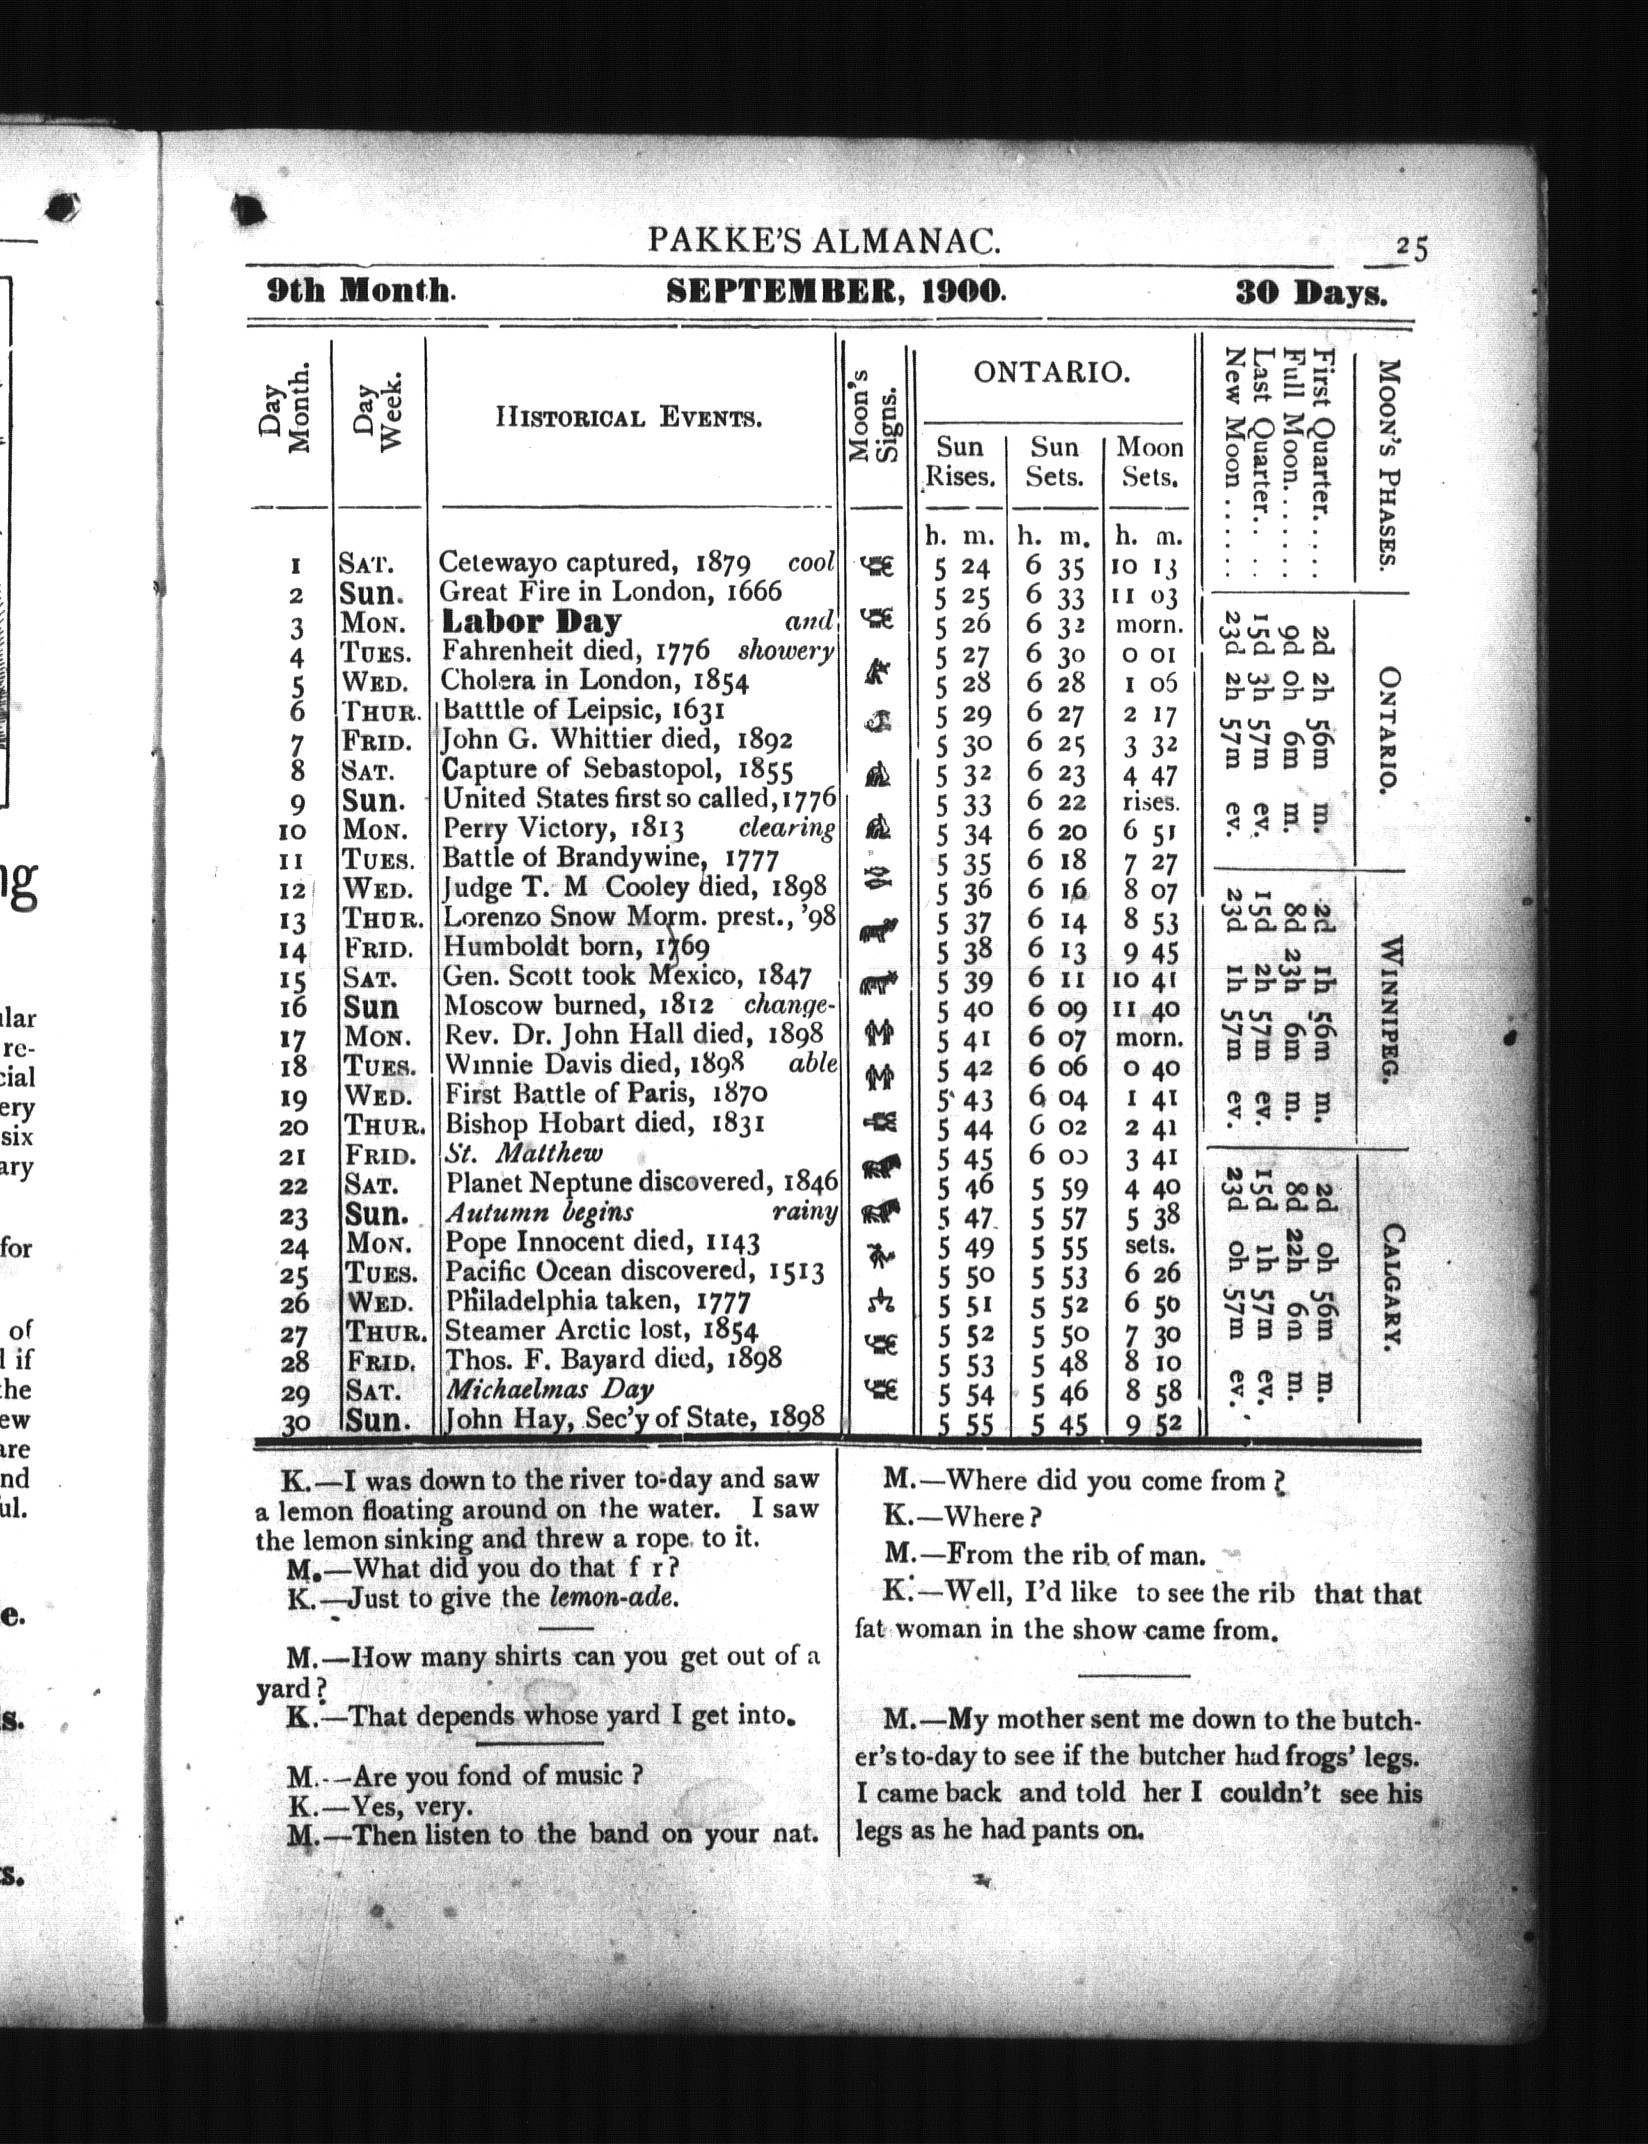 PAKKE'S ALMANAC. 25
9th Month. SEPTEMBER, 1900. 30 Days.
Day Month. Day Week. HISTORICAL EVENTS. Moon's Signs. ONTARIO.
Sun Rises. Sun Sets. Moon Sets.
h. m. h. m. h. m.
1 SAT. Cetewayo captured, 1879 cool 5 24 6 35 10 13
2 Sun. Great Fire in London, 1666 5 25 6 33 11 03
3 MON. Labor Day and 5 26 6 32 morn.
4 TUES. Fahrenheit died, 1776 showery 5 27 6 30 0 01
5 WED. Cholera in London, 1854 5 28 6 28 1 05
6 THUR. Batttle of Leipsic, 1631 5 29 6 27 2 17
7 FRID. John G. Whittier died, 1892 5 30 6 25 3 32
8 SAT. Capture of Sebastopol, 1855 5 32 6 23 4 47
9 Sun. United States first so called, 1776 5 33 6 22 rises.
10 MON. Perry Victory, 1813 clearing 5 34 6 20 6 51
11 TUES. Battle of Brandywine, 1777 5 35 6 18 7 27
12 WED. Judge T. M Cooley died, 1898 5 36 6 16 8 07
13 THUR. Lorenzo Snow Morm. prest., '98 5 37 6 14 8 53
14 FRID. Humboldt born, 1769 5 38 6 13 9 45
15 SAT. Gen. Scott took Mexico, 1847 5 39 6 11 10 41
16 Sun Moscow burned, 1812 change- 5 40 6 09 11 40
17 MON. Rev. Dr. John Hall died, 1898 5 41 6 07 morn.
18 TUES. Winnie Davis died, 1898 able 5 42 6 06 0 40
19 WED. First Battle of Paris, 1870 5 43 6 04 1 41
20 THUR. Bishop Hobart died, 1831 5 44 6 02 2 41
21 FRID. St. Matthew 5 45 6 00 3 41
22 SAT. Planet Neptune discovered, 1846 5 46 5 59 4 40
23 Sun. Autumn begins rainy 5 47 5 57 5 38
24 MON. Pope Innocent died, 1143 5 49 5 55 sets.
25 TUES. Pacific Ocean discovered, 1513 5 50 5 53 6 26
26 WED. Philadelphia taken, 1777 5 51 5 52 6 50
27 THUR. Steamer Arctic lost, 1854 5 52 5 50 7 30
28 FRID. Thos. F. Bayard died, 1898 5 53 5 48 8 10
29 SAT. Michaelmas Day 5 54 5 46 8 58
30 Sun. John Hay, Sec'y of State, 1898 5 55 5 45 9 52
MOON'S PHASES. ONTARIO. WINNIPEG. CALGARY.
First Quarter..... 2d 2h 56m m. 2d 1h 56m m. 2d 0h 56m m.
Full Moon....... 9d 0h 6m m. 8d 23h 6m m. 8d 22h 6m m.
Last Quarter.... 15d 3h 57m ev. 15d 2h 57m ev. 15d 1h 57m ev.
New Moon...... 23d 2h 57m ev. 23d 1h 57m ev. 23d 0h 57m ev.
K.—I was down to the river to-day and saw
a lemon floating around on the water. I saw
the lemon sinking and threw a rope to it.
M.—What did you do that f r?
K.—Just to give the lemon-ade.
M.—How many shirts can you get out of a
yard?
K.—That depends whose yard I get into.
M.—Are you fond of music?
K.—Yes, very.
M.—Then listen to the band on your nat.
M.—Where did you come from?
K.—Where?
M.—From the rib of man.
K.—Well, I'd like to see the rib that that
fat woman in the show came from.
M.—My mother sent me down to the butch-
er's to-day to see if the butcher had frogs' legs.
I came back and told her I couldn't see his
legs as he had pants on.
ng
ular
re-
cial
ery
six
ary
for
of
if
the
ew
are
nd
ul.
e.
s.
s.